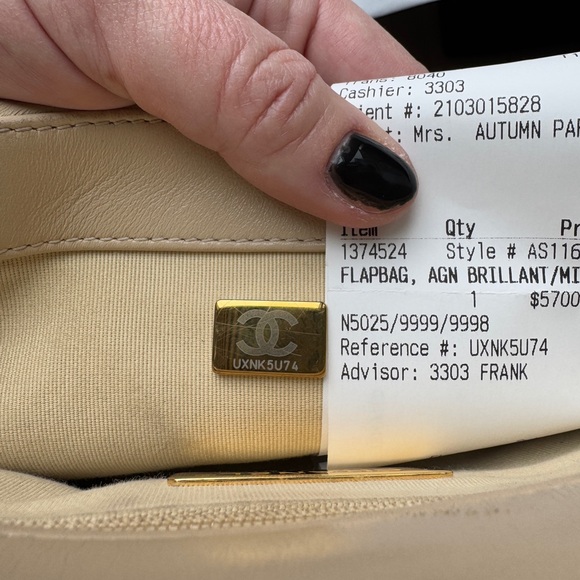 Cashier: 3303
ient #: 2103015828
t: Mrs. AUTUMN PAR
Item Qty Pr
1374524 Style # AS116
FLAPBAG, AGN BRILLANT/MI
1 $5700
N5025/9999/9998
Reference #: UXNK5U74
Advisor: 3303 FRANK
UXNK5U74